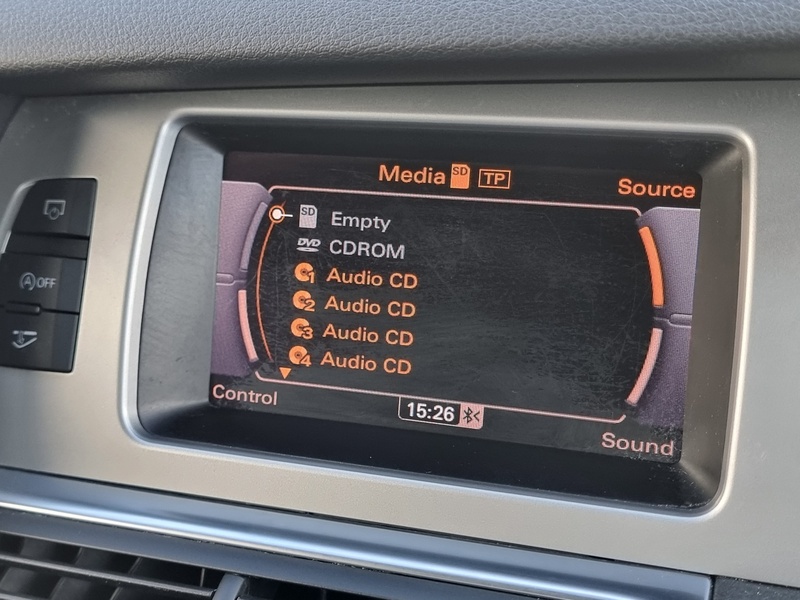 Media SD TP
Source
SD Empty
DVD CDROM
1 Audio CD
2 Audio CD
3 Audio CD
4 Audio CD
Control
15:26
Sound
A OFF